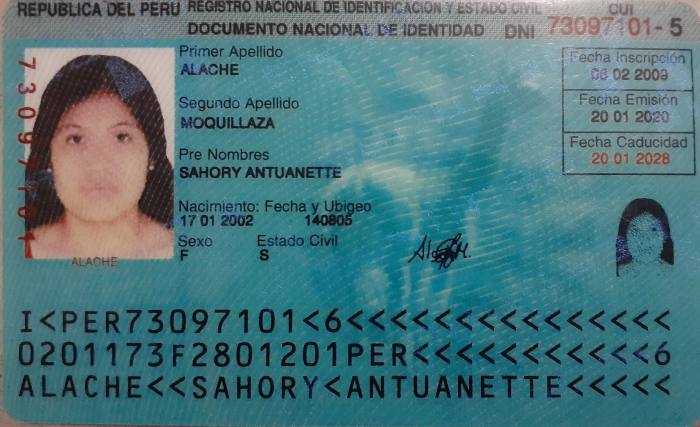 REPUBLICA DEL PERU REGISTRO NACIONAL DE IDENTIFICACION Y ESTADO CIVIL CUI
DOCUMENTO NACIONAL DE IDENTIDAD DNI 73097101-5
Primer Apellido
ALACHE
Segundo Apellido
MOQUILLAZA
Pre Nombres
SAHORY ANTUANETTE
Nacimiento: Fecha y Ubigeo
17 01 2002 140805
Sexo Estado Civil
F S
Fecha Inscripción
06 02 2009
Fecha Emisión
20 01 2020
Fecha Caducidad
20 01 2028
73097101
ALACHE
I<PER73097101<6<<<<<<<<<<<<<<<
0201173F2801201PER<<<<<<<<<<<6
ALACHE<<SAHORY<ANTUANETTE<<<<<